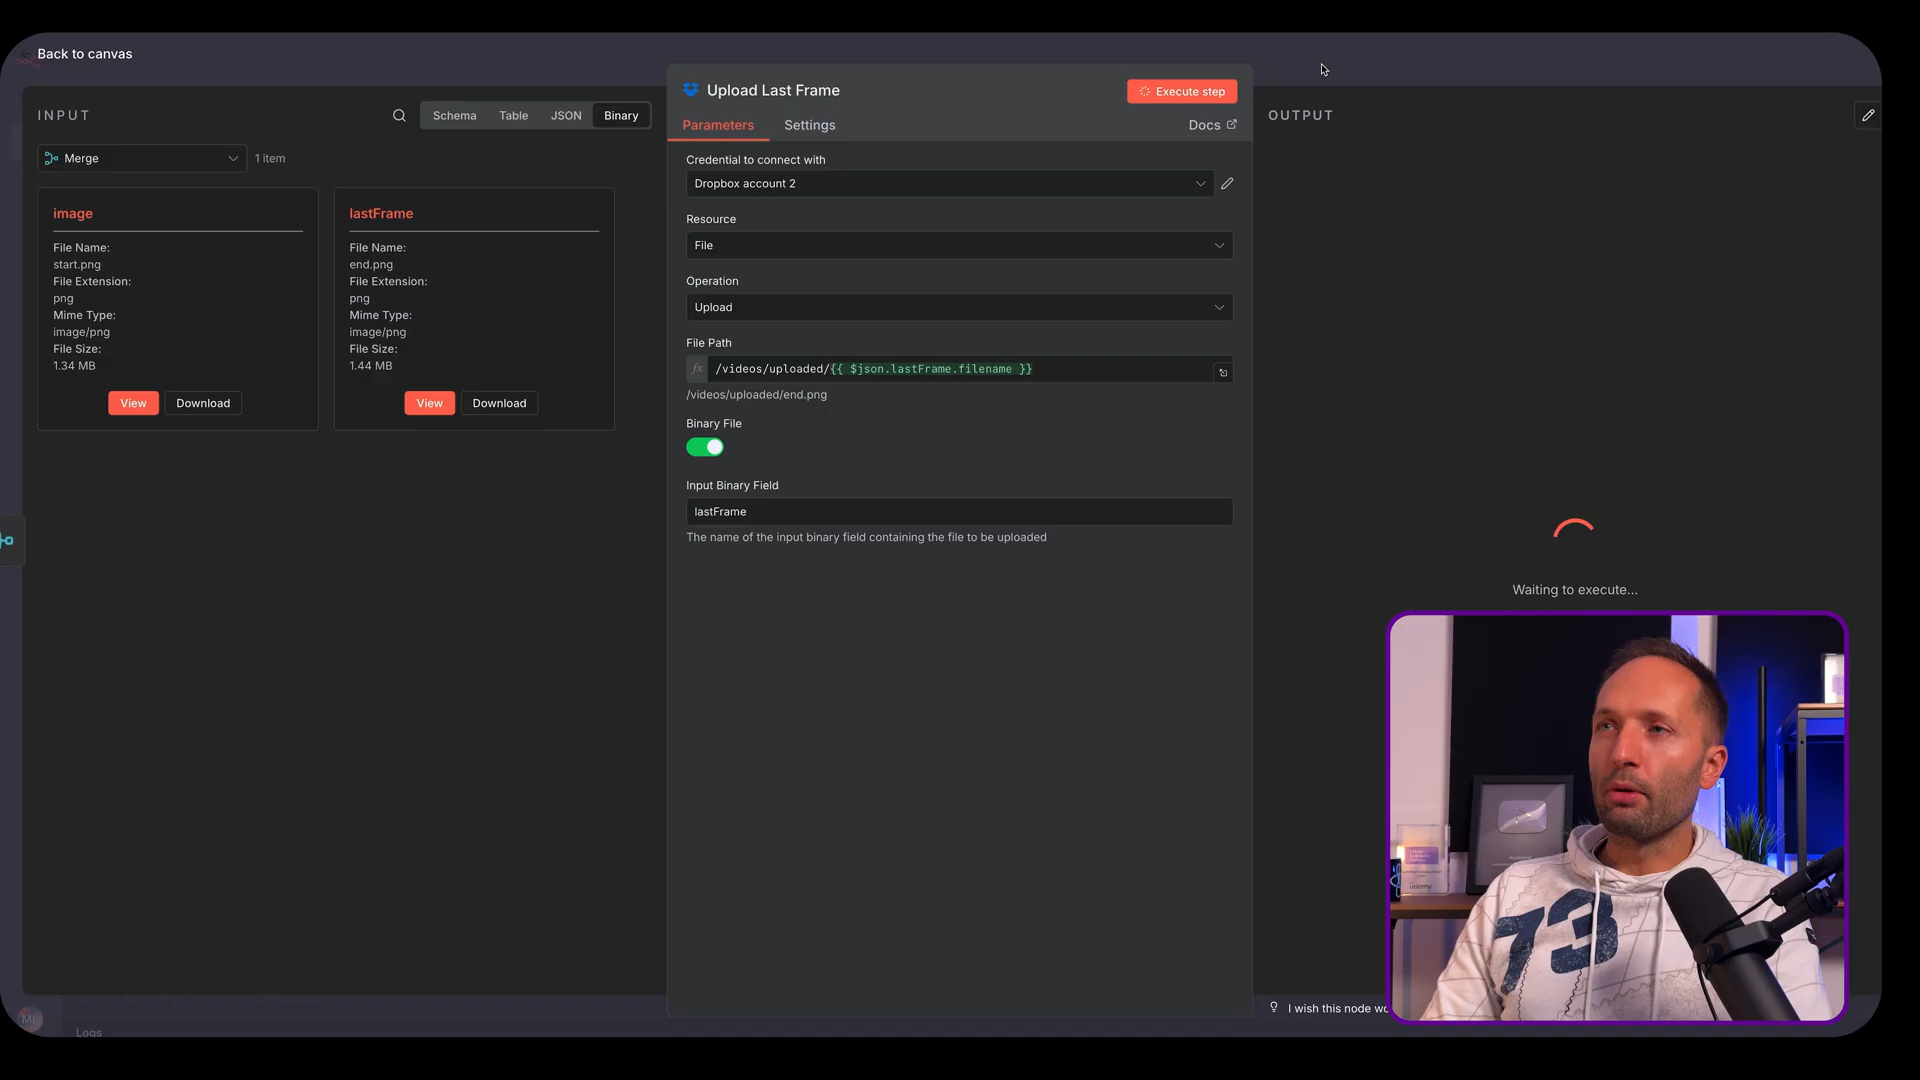 Back to canvas
INPUT
Schema
Table
JSON
Binary
Merge
1 item
image
File Name:
start.png
File Extension:
png
Mime Type:
image/png
File Size:
1.34 MB
View
Download
lastFrame
File Name:
end.png
File Extension:
png
Mime Type:
image/png
File Size:
1.44 MB
View
Download
Upload Last Frame
Execute step
Parameters
Settings
Docs
Credential to connect with
Dropbox account 2
Resource
File
Operation
Upload
File Path
fx
/videos/uploaded/{{ $json.lastFrame.filename }}
/videos/uploaded/end.png
Binary File
Input Binary Field
lastFrame
The name of the input binary field containing the file to be uploaded
OUTPUT
Waiting to execute...
I wish this node wo
udemy
73
Logs